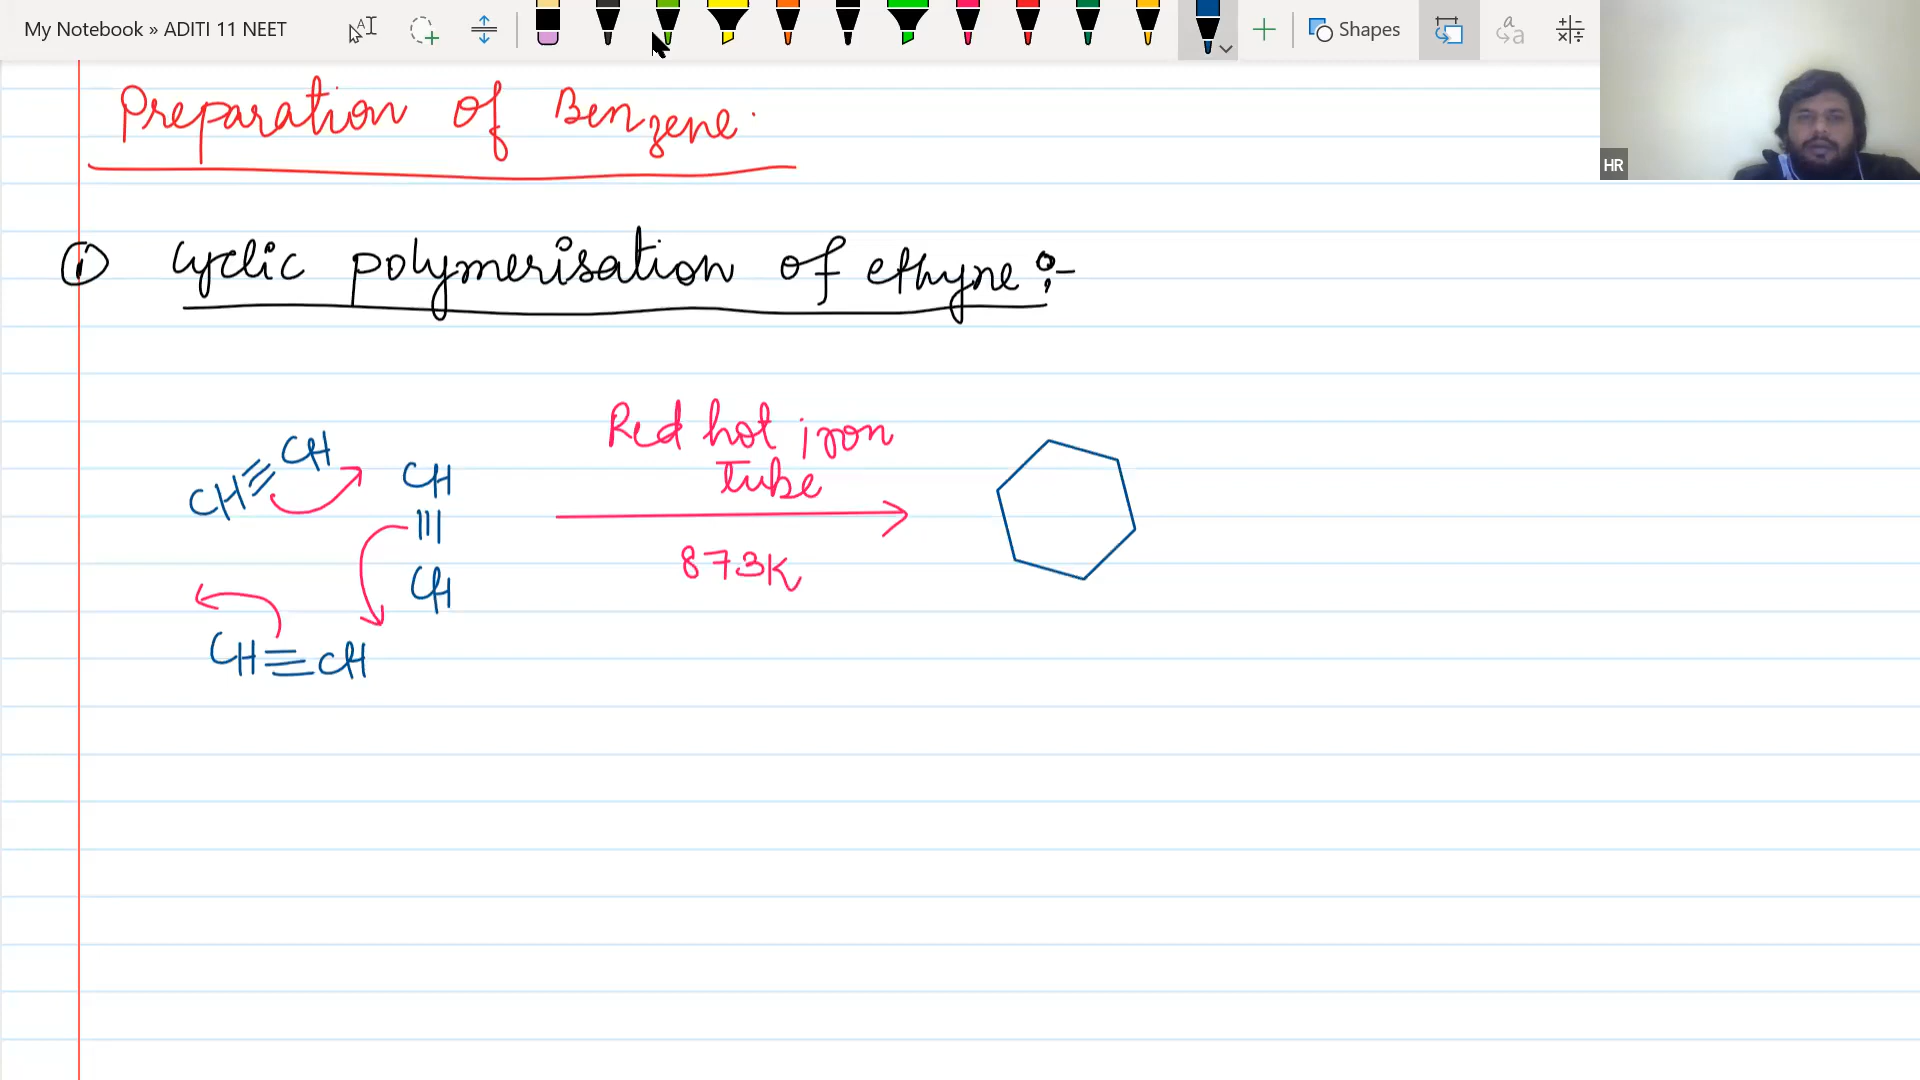 My Notebook » ADITI 11 NEET
Shapes
HR
Preparation of Benzene.
① Cyclic polymerisation of ethyne :-
CH≡CH
CH
|||
CH
CH≡CH
Red hot iron
tube
873K